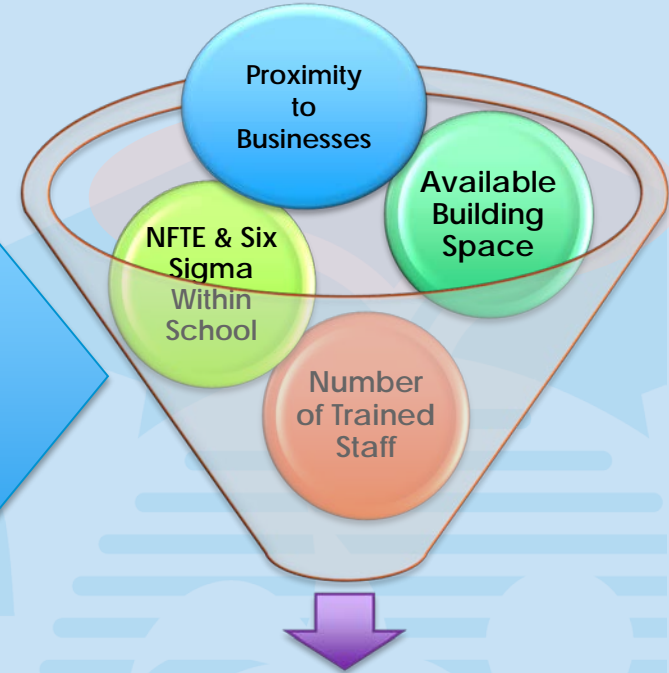 Proximity
to
Businesses
Available
Building
Space
NFTE & Six
Sigma
Within
School
Number
of Trained
Staff